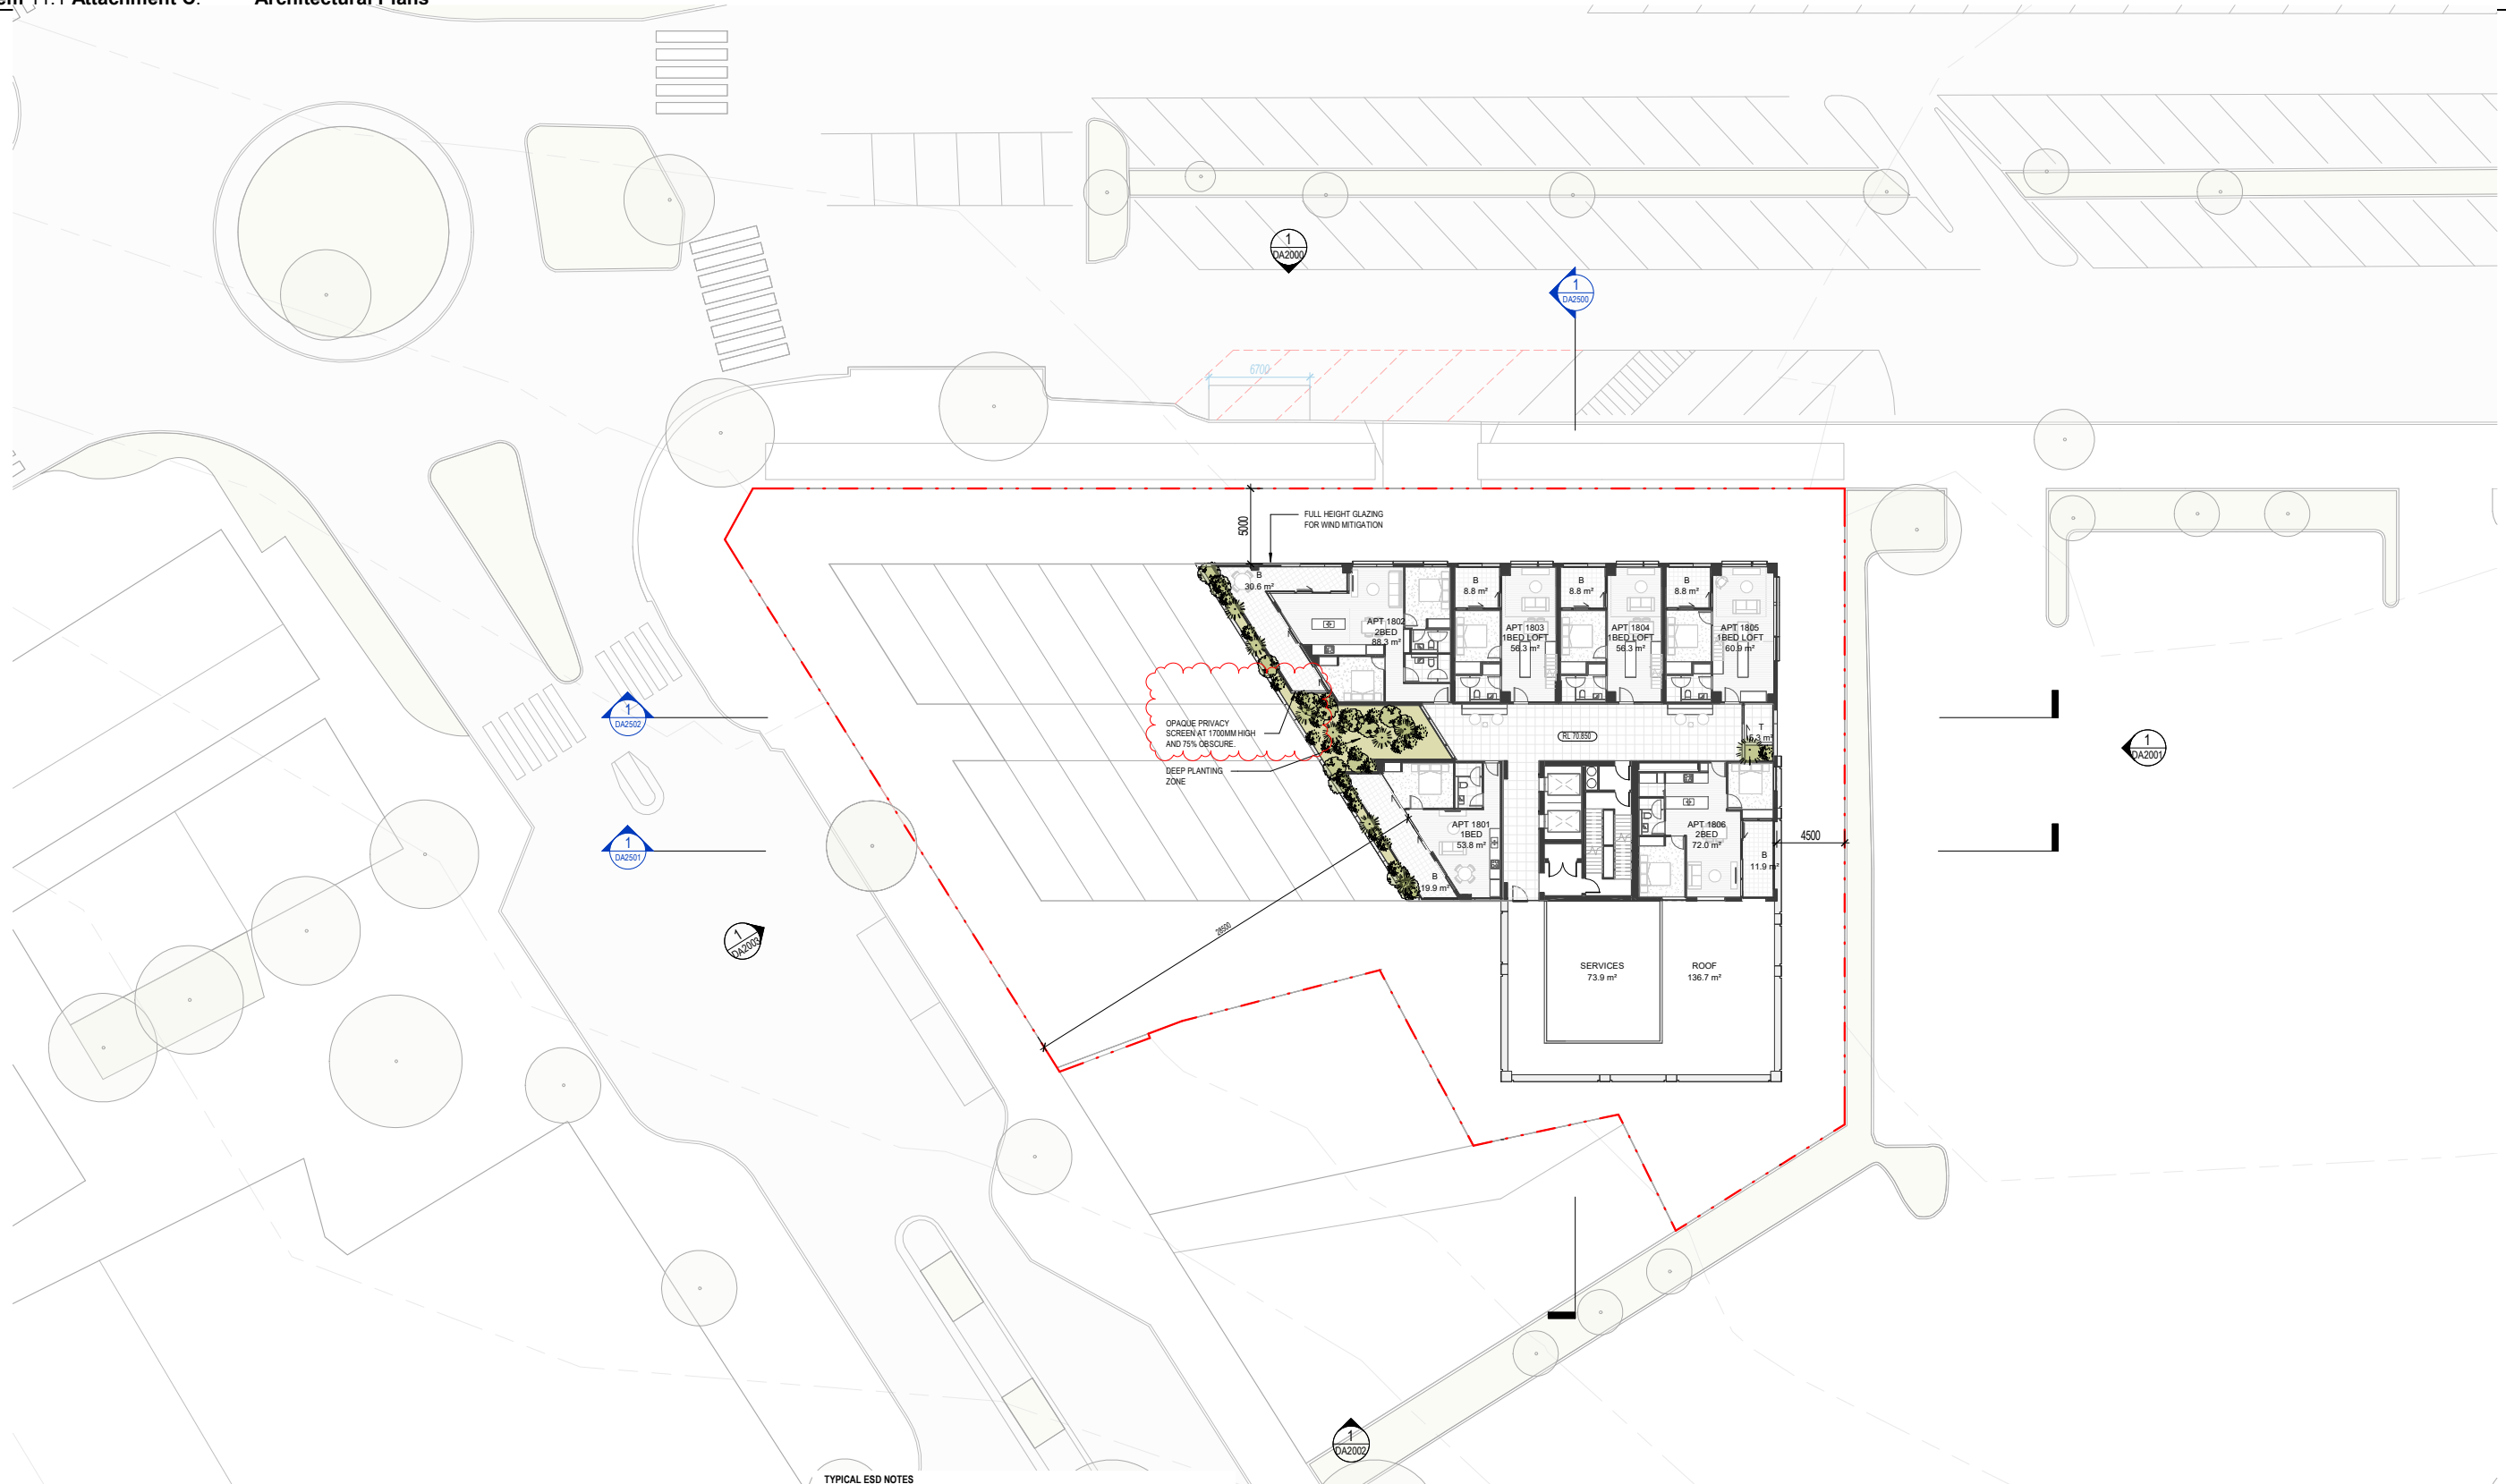 11.1 Attachment C. Architectural Plans
1
DA2000
1
DA2500
6700
5000
FULL HEIGHT GLAZING
FOR WIND MITIGATION
B
30.6 m²
APT 1802
2BED
88.3 m²
B
8.8 m²
APT 1803
1BED LOFT
56.3 m²
B
8.8 m²
APT 1804
1BED LOFT
56.3 m²
B
8.8 m²
APT 1805
1BED LOFT
60.9 m²
1
DA2502
OPAQUE PRIVACY
SCREEN AT 1700MM HIGH
AND 75% OBSCURE.
DEEP PLANTING
ZONE
RL 70.850
T
1
DA2001
1
DA2501
APT 1801
1BED
53.8 m²
B
19.9 m²
APT 1806
2BED
72.0 m²
B
11.9 m²
4500
28500
1
DA2003
SERVICES
73.9 m²
ROOF
136.7 m²
1
DA2002
TYPICAL ESD NOTES